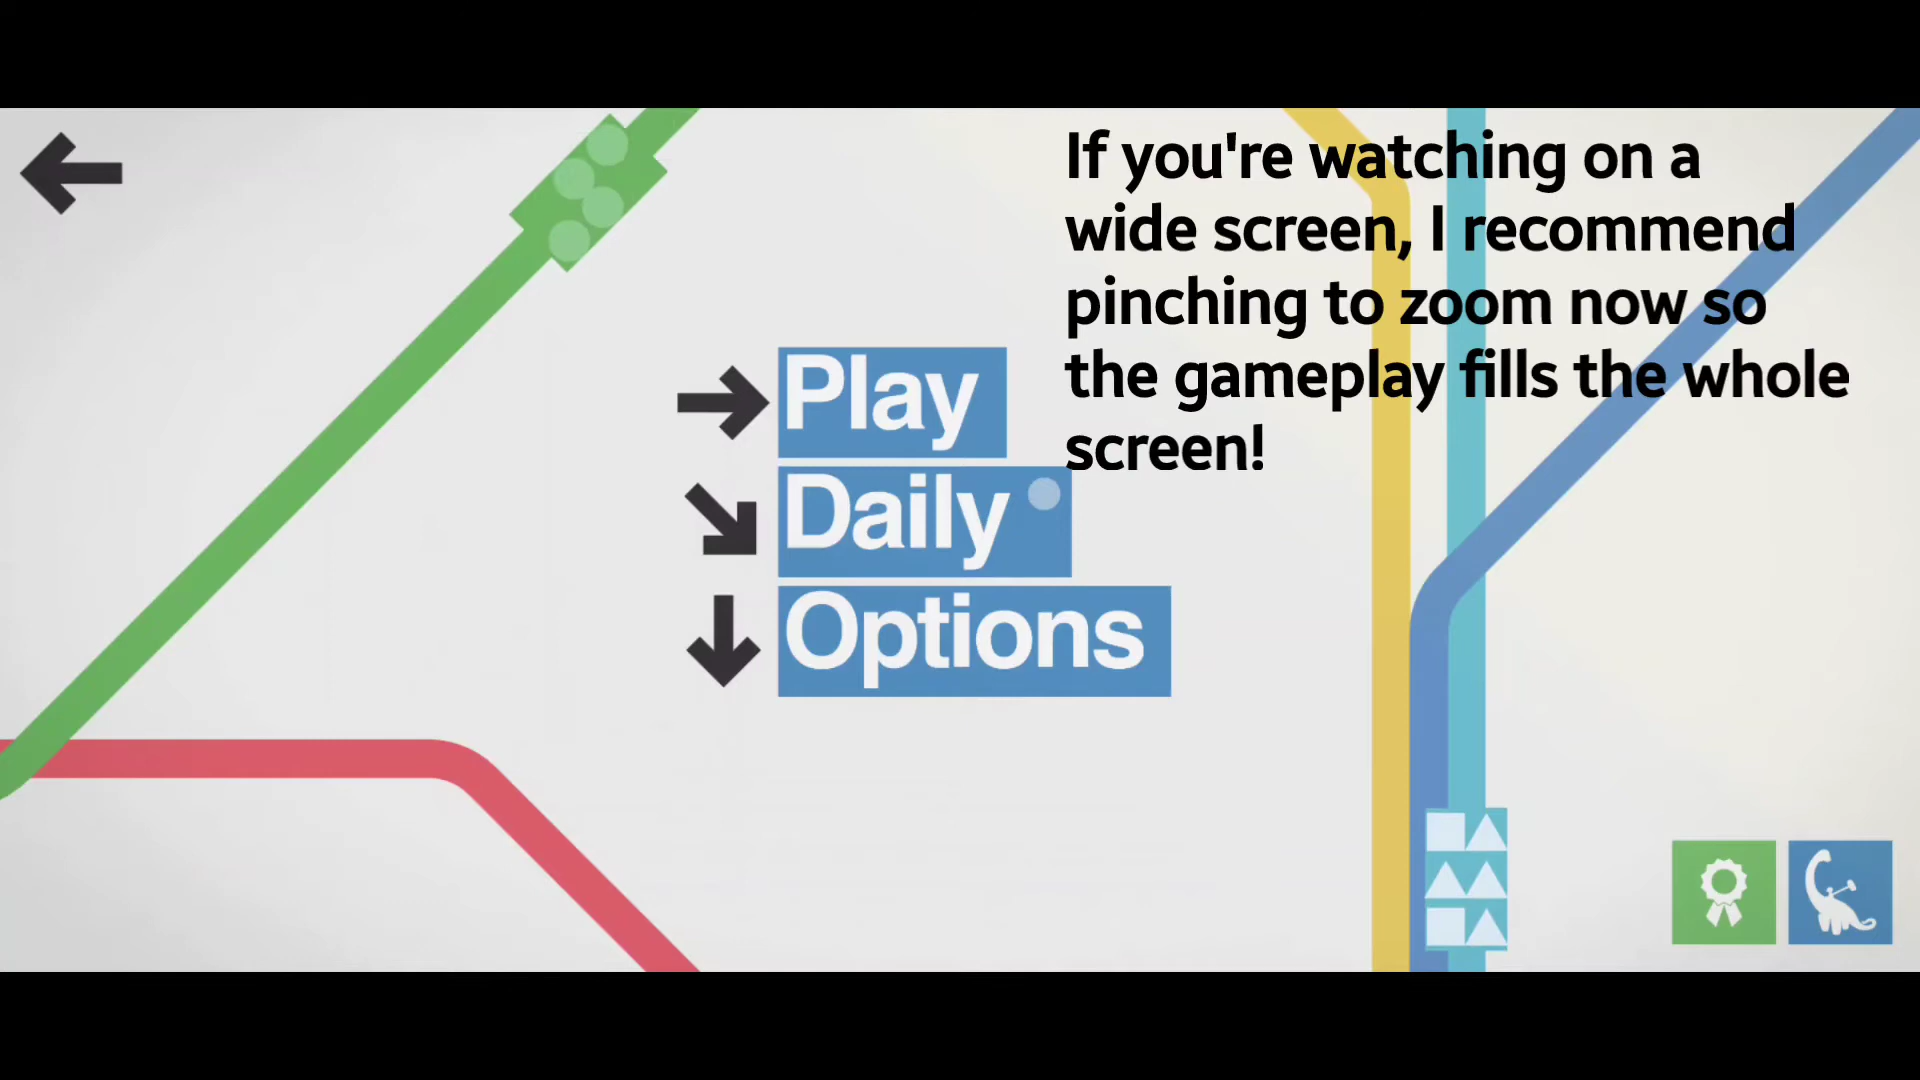 If you're watching on a
wide screen, I recommend
pinching to zoom now so
the gameplay fills the whole
screen!
Play
Daily
Options